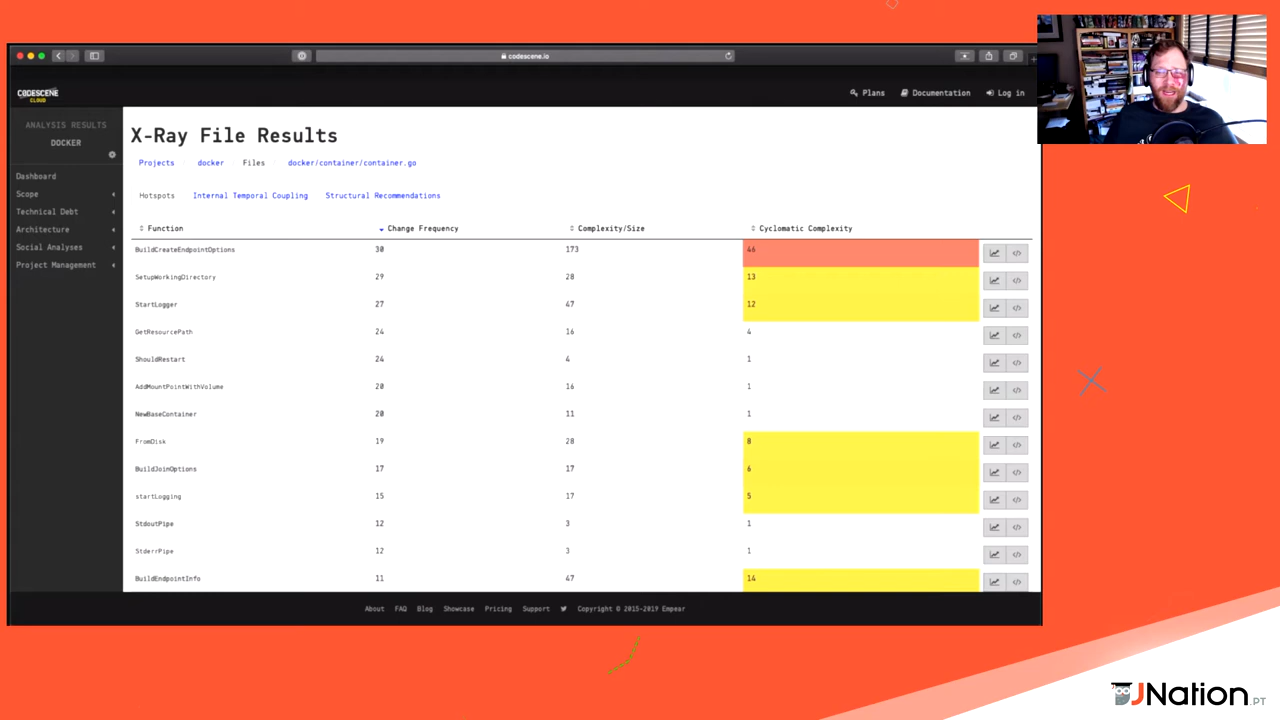 codescene.io
CODESCENE
CLOUD
Plans
Documentation
Log in
ANALYSIS RESULTS
DOCKER
Dashboard
Scope
Technical Debt
Architecture
Social Analyses
Project Management
X-Ray File Results
Projects / docker / Files / docker/container/container.go
Hotspots Internal Temporal Coupling Structural Recommendations
Function Change Frequency Complexity/Size Cyclomatic Complexity
BuildCreateEndpointOptions 30 173 46
SetupWorkingDirectory 29 28 13
StartLogger 27 47 12
GetResourcePath 24 16 4
ShouldRestart 24 4 1
AddMountPointWithVolume 20 16 1
NewBaseContainer 20 11 1
FromDisk 19 28 8
BuildJoinOptions 17 17 6
startLogging 15 17 5
StdoutPipe 12 3 1
StderrPipe 12 3 1
BuildEndpointInfo 11 47 14
About FAQ Blog Showcase Pricing Support Copyright © 2015-2019 Empear
JNation.PT